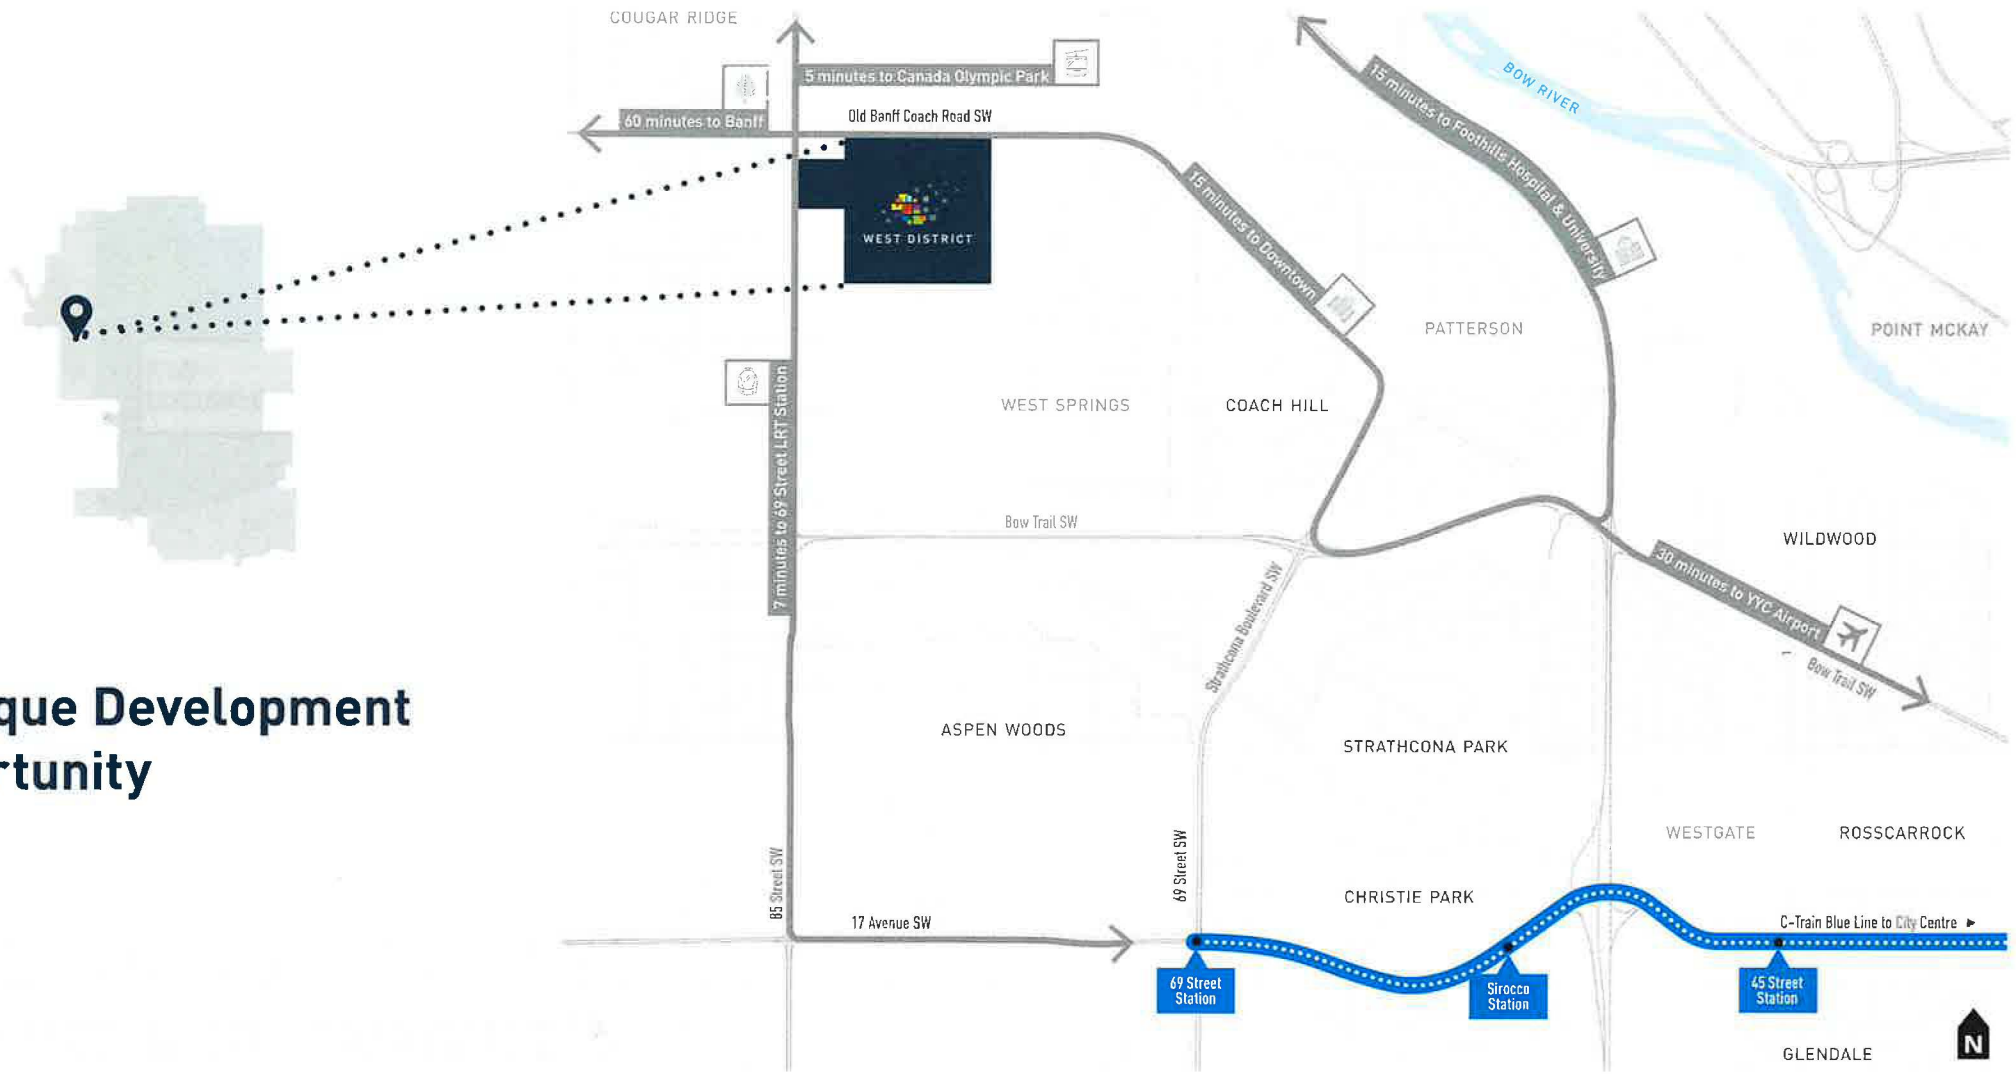 COUGAR RIDGE
5 minutes to Canada Olympic Park
60 minutes to Banff
Old Banff Coach Road SW
WEST DISTRICT
15 minutes to Downtown
15 minutes to Foothills Hospital & University
BOW RIVER
PATTERSON
POINT MCKAY
WEST SPRINGS
COACH HILL
7 minutes to 69 Street LRT Station
Bow Trail SW
WILDWOOD
30 minutes to YYC Airport
Bow Trail SW
Strathcona Boulevard SW
que Development
rtunity
ASPEN WOODS
STRATHCONA PARK
WESTGATE
ROSSCARROCK
85 Street SW
69 Street SW
CHRISTIE PARK
17 Avenue SW
C-Train Blue Line to City Centre
69 Street
Station
Sirocco
Station
45 Street
Station
GLENDALE
N